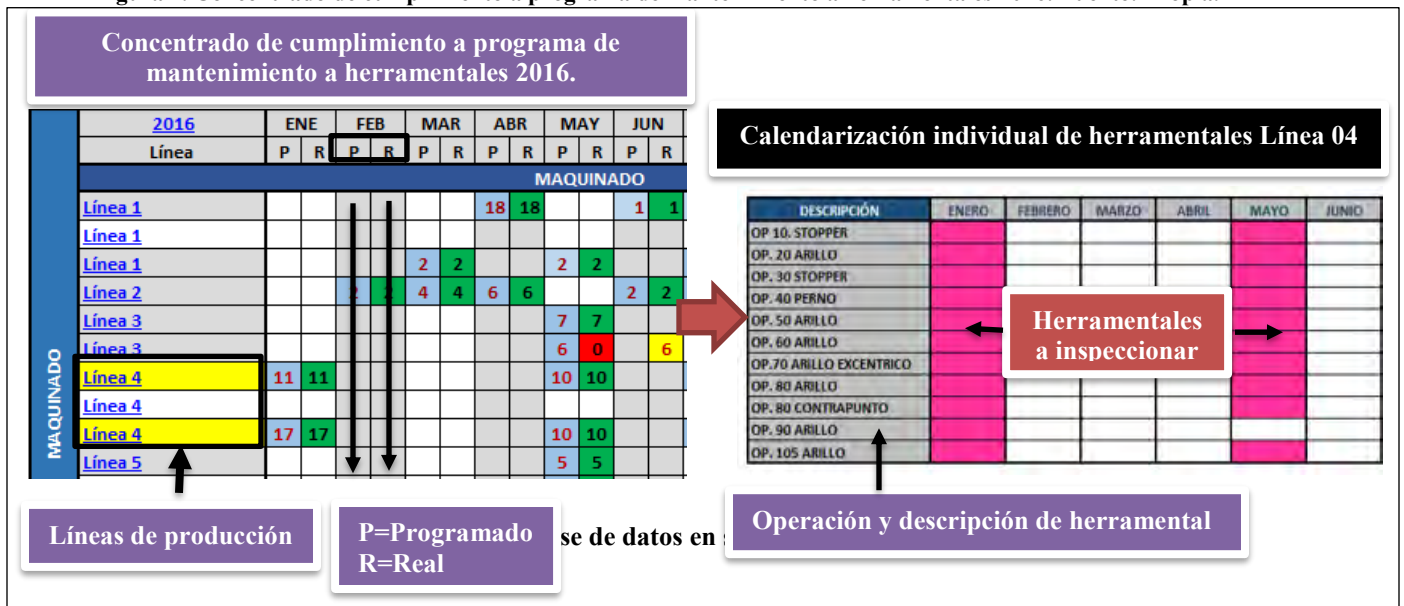 Concentrado de cumplimiento a programa de
mantenimiento a herramentales 2016.
2016 ENE FEB MAR ABR MAY JUN
Línea P R P R P R P R P R P R
MAQUINADO
MAQUINADO
Línea 1 18 18 1 1
Línea 1
Línea 1 2 2 2 2
Línea 2 2 2 4 4 6 6 2 2
Línea 3 7 7
Línea 3 6 0 6
Línea 4 11 11 10 10
Línea 4
Línea 4 17 17 10 10
Línea 5 5 5
Líneas de producción
P=Programado
R=Real
se de datos en
Calendarización individual de herramentales Línea 04
DESCRIPCIÓN ENERO FEBRERO MARZO ABRIL MAYO JUNIO
OP 10. STOPPER
OP. 20 ARILLO
OP. 30 STOPPER
OP. 40 PERNO
OP. 50 ARILLO
OP. 60 ARILLO
OP.70 ARILLO EXCENTRICO
OP. 80 ARILLO
OP. 80 CONTRAPUNTO
OP. 90 ARILLO
OP. 105 ARILLO
Herramentales
a inspeccionar
Operación y descripción de herramental